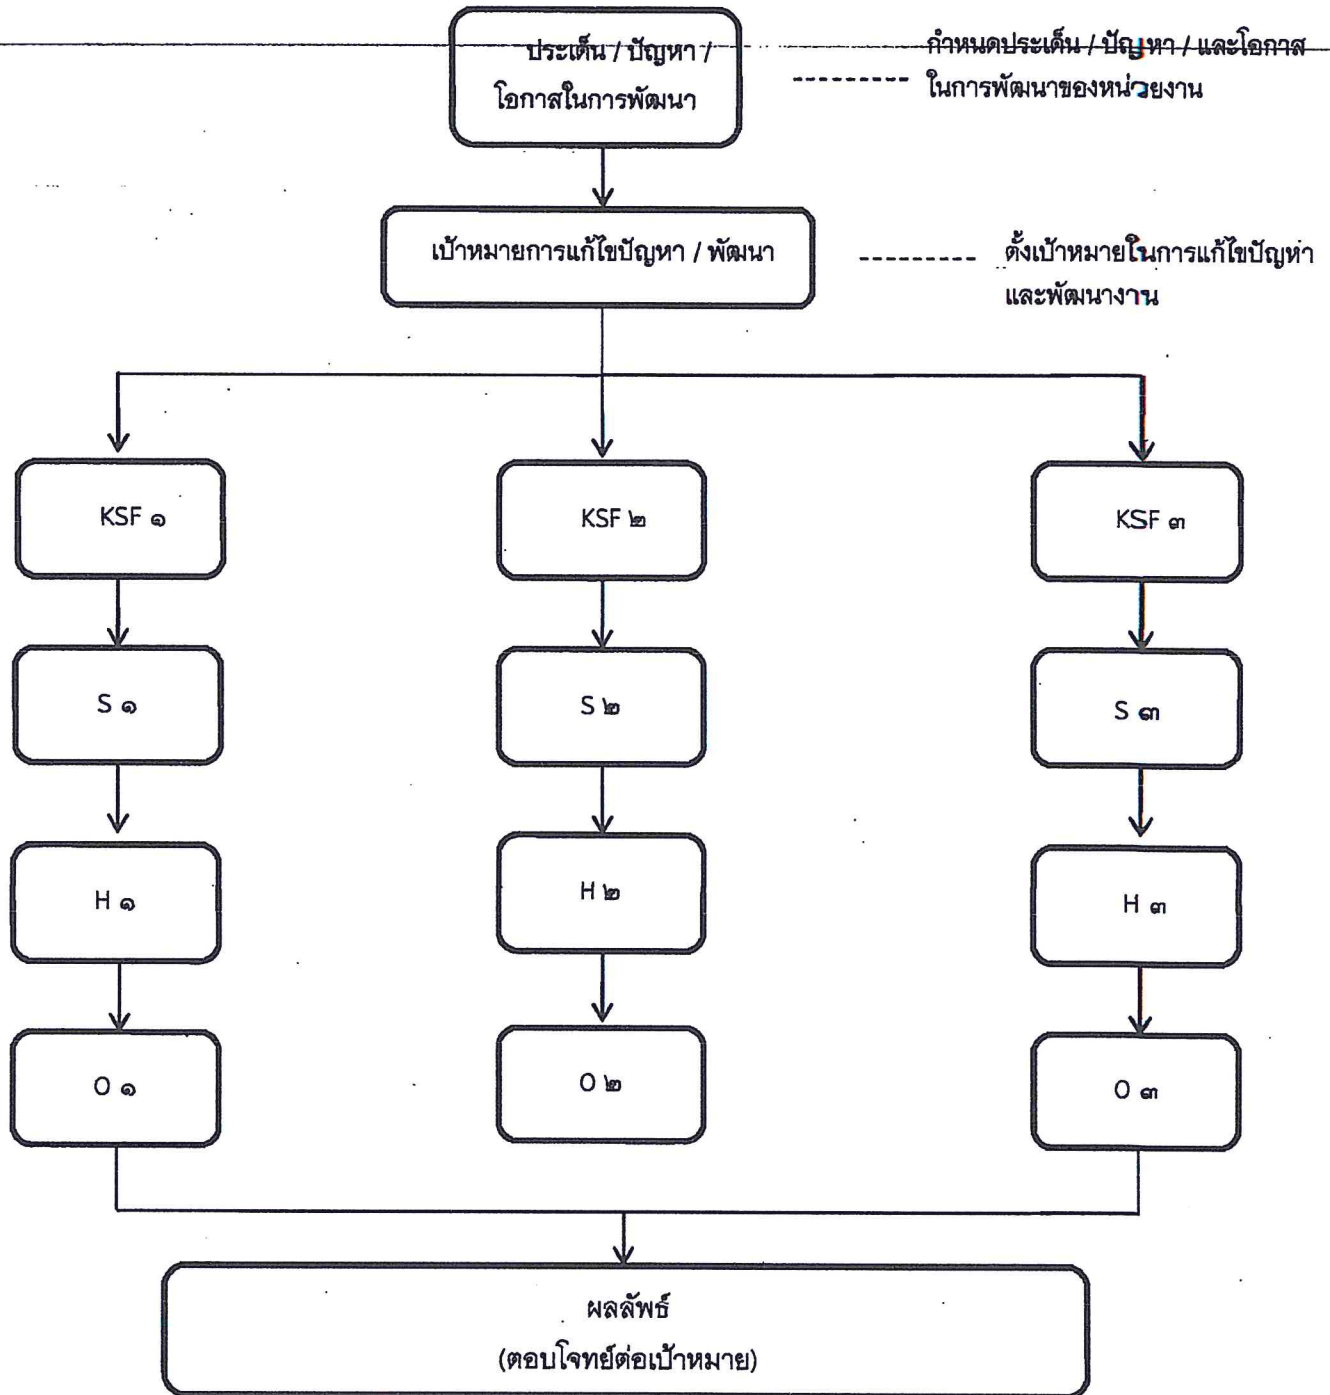 ประเด็น / ปัญหา /
โอกาสในการพัฒนา
กำหนดประเด็น / ปัญหา / และโอกาส
ในการพัฒนาของหน่วยงาน
เป้าหมายการแก้ไขปัญหา / พัฒนา
ตั้งเป้าหมายในการแก้ไขปัญหา
และพัฒนางาน
KSF ๑
KSF ๒
KSF ๓
S ๑
S ๒
S ๓
H ๑
H ๒
H ๓
O ๑
O ๒
O ๓
ผลลัพธ์
(ตอบโจทย์ต่อเป้าหมาย)